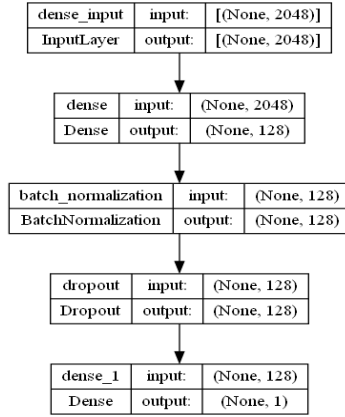 dense_input input: [(None, 2048)]
InputLayer output: [(None, 2048)]
dense input: (None, 2048)
Dense output: (None, 128)
batch_normalization input: (None, 128)
BatchNormalization output: (None, 128)
dropout input: (None, 128)
Dropout output: (None, 128)
dense_1 input: (None, 128)
Dense output: (None, 1)